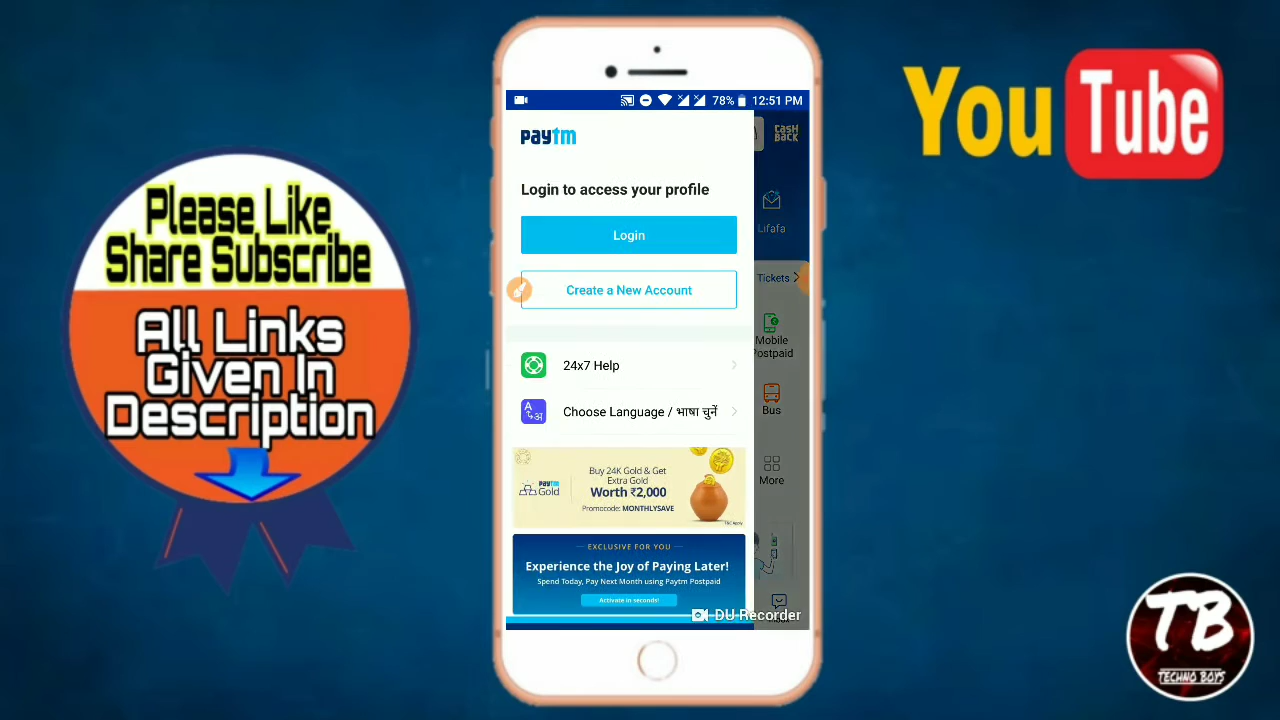 Please Like
Share Subscribe
All Links
Given In
Description
78% 12:51 PM
paytm
Login to access your profile
Login
Create a New Account
24x7 Help
Choose Language / भाषा चुनें
paytm
Gold
Buy 24K Gold & Get
Extra Gold
Worth ₹2,000
Promocode: MONTHLYSAVE
T&C Apply
EXCLUSIVE FOR YOU
Experience the Joy of Paying Later!
Spend Today, Pay Next Month using Paytm Postpaid
Activate in seconds!
DU Recorder
CASH
BACK
Lifafa
Tickets
Mobile
Postpaid
Bus
More
YouTube
TB
TECHNO BOYS